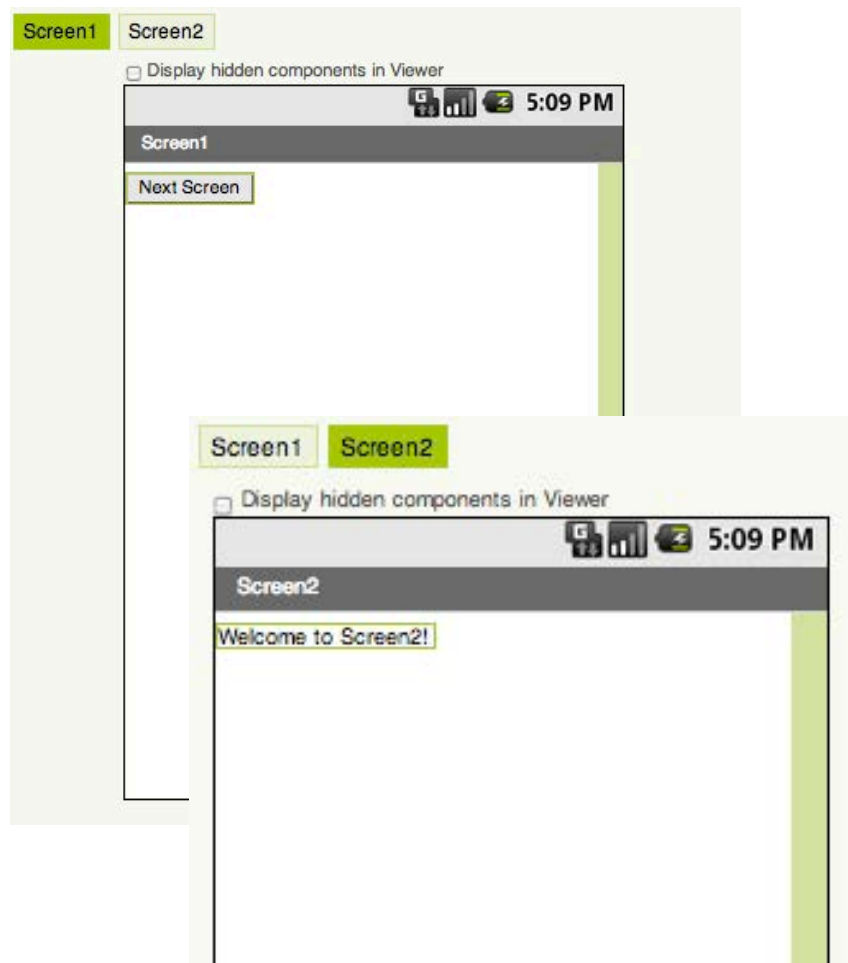 Screen1 Screen2
Display hidden components in Viewer
5:09 PM
Screen1
Next Screen
Screen1 Screen2
Display hidden components in Viewer
5:09 PM
Screen2
Welcome to Screen2!